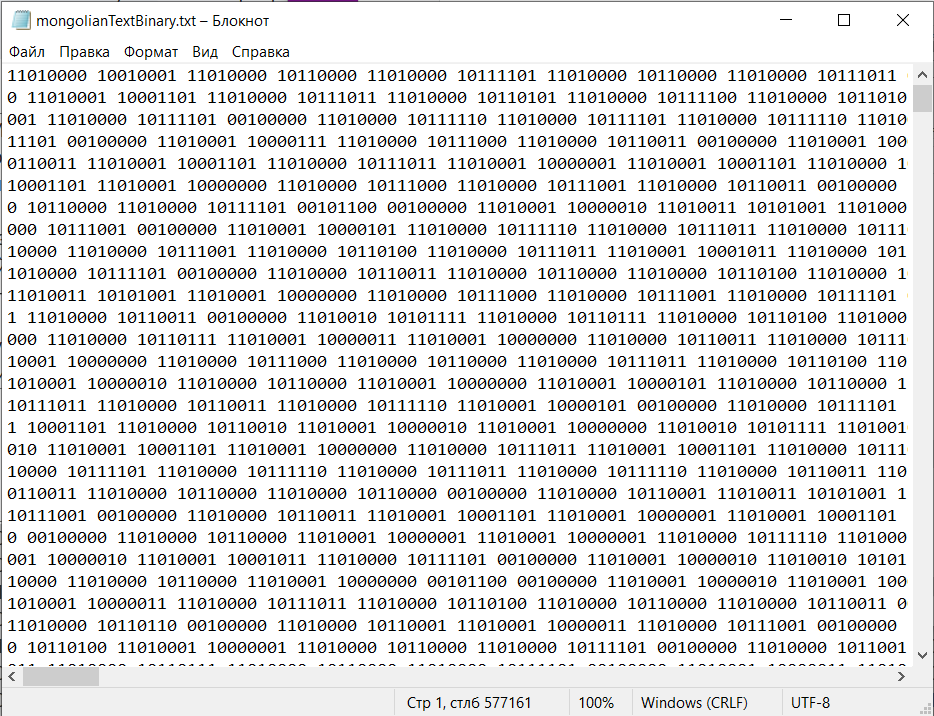 mongolianTextBinary.txt – Блокнот
Файл Правка Формат Вид Справка
11010000 10010001 11010000 10110000 11010000 10111101 11010000 10110000 11010000 10111011
0 11010001 10001101 11010000 10111011 11010000 10110101 11010000 10111100 11010000 1011010
001 11010000 10111101 00100000 11010000 10111110 11010000 10111101 11010000 10111110 11010
11101 00100000 11010001 10000111 11010000 10111000 11010000 10110011 00100000 11010001 100
0110011 11010001 10001101 11010000 10111011 11010001 10000001 11010001 10001101 11010000 1
10001101 11010001 10000000 11010000 10111000 11010000 10111001 11010000 10110011 00100000
0 10110000 11010000 10111101 00101100 00100000 11010001 10000010 11010011 10101001 1101000
000 10111001 00100000 11010001 10000101 11010000 10111110 11010000 10111011 11010000 10111
10000 11010000 10111001 11010000 10110100 11010000 10111011 11010001 10001011 11010000 101
1010000 10111101 00100000 11010000 10110011 11010000 10110000 11010000 10110100 11010000 1
11010011 10101001 11010001 10000000 11010000 10111000 11010000 10111001 11010000 10111101
1 11010000 10110011 00100000 11010010 10101111 11010000 10110111 11010000 10110100 1101000
000 11010000 10110111 11010001 10000011 11010001 10000000 11010000 10110011 11010000 10111
10001 10000000 11010000 10111000 11010000 10110000 11010000 10111011 11010000 10110100 110
1010001 10000010 11010000 10110000 11010001 10000000 11010001 10000101 11010000 10110000 1
10111011 11010000 10110011 11010000 10111110 11010001 10000101 00100000 11010000 10111101
1 10001101 11010000 10110010 11010001 10000010 11010001 10000000 11010010 10101111 1101001
010 11010001 10001101 11010001 10000000 11010000 10111011 11010001 10001101 11010000 10111
10000 10111101 11010000 10111110 11010000 10111011 11010000 10111110 11010000 10110011 110
0110011 11010000 10110000 11010000 10110000 00100000 11010000 10110001 11010011 10101001 1
10111001 00100000 11010000 10110011 11010001 10001101 11010001 10000001 11010001 10001101
0 00100000 11010000 10110000 11010001 10000001 11010001 10000001 11010000 10111110 1101000
001 10000010 11010001 10001011 11010000 10111101 00100000 11010001 10000010 11010010 10101
10000 11010000 10110000 11010001 10000000 00101100 00100000 11010001 10000010 11010001 100
1010001 10000011 11010000 10111011 11010000 10110100 11010000 10110000 11010000 10110011 0
11010000 10110110 00100000 11010000 10110001 11010001 10000011 11010000 10111001 00100000
0 10110100 11010001 10000001 11010000 10110000 11010000 10111101 00100000 11010000 1011001
Стр 1, стлб 577161 100% Windows (CRLF) UTF-8